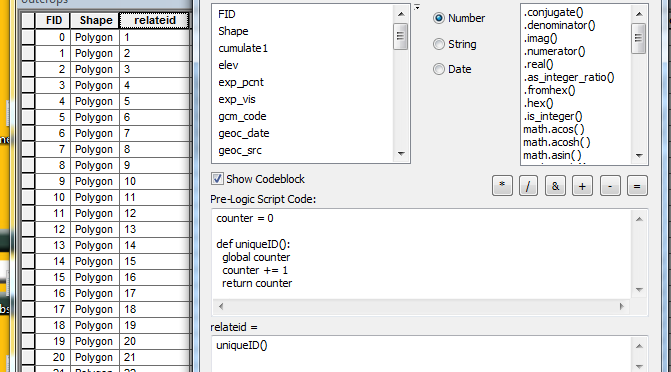 outcrops
FID Shape relateid
0 Polygon 1
1 Polygon 2
2 Polygon 3
3 Polygon 4
4 Polygon 5
5 Polygon 6
6 Polygon 7
7 Polygon 8
8 Polygon 9
9 Polygon 10
10 Polygon 11
11 Polygon 12
12 Polygon 13
13 Polygon 14
14 Polygon 15
15 Polygon 16
16 Polygon 17
17 Polygon 18
18 Polygon 19
19 Polygon 20
20 Polygon 21
21 Polygon 22
FID
Shape
cumulate1
elev
exp_pcnt
exp_vis
gcm_code
geoc_date
geoc_src
Number
String
Date
.conjugate()
.denominator()
.imag()
.numerator()
.real()
.as_integer_ratio()
.fromhex()
.hex()
.is_integer()
math.acos( )
math.acosh( )
math.asin( )
Show Codeblock
* / & + - =
Pre-Logic Script Code:
counter = 0
def uniqueID():
global counter
counter += 1
return counter
relateid =
uniqueID()